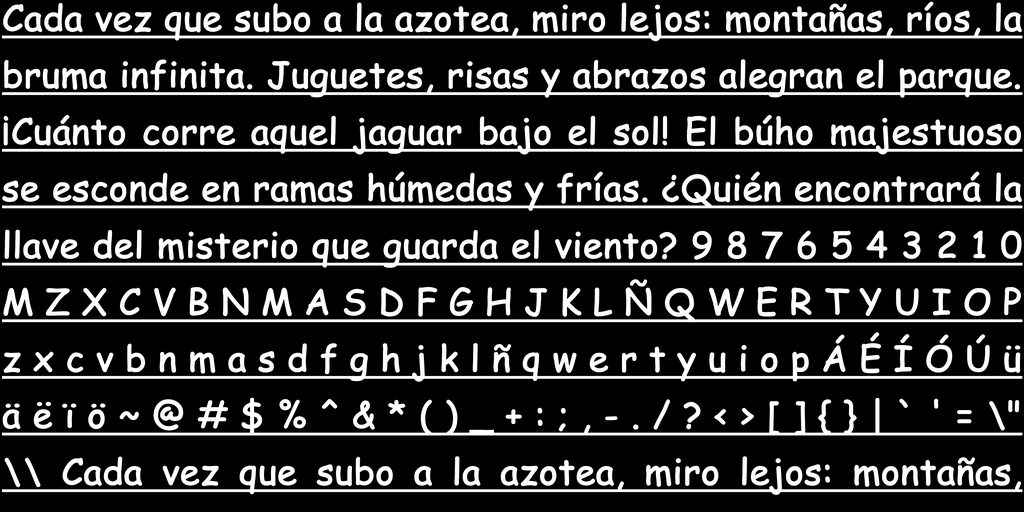 Cada vez que subo a la azotea, miro lejos: montañas, ríos, la
bruma infinita. Juguetes, risas y abrazos alegran el parque.
¡Cuánto corre aquel jaguar bajo el sol! El búho majestuoso
se esconde en ramas húmedas y frías. ¿Quién encontrará la
llave del misterio que guarda el viento? 9 8 7 6 5 4 3 2 1 0
M Z X C V B N M A S D F G H J K L Ñ Q W E R T Y U I O P
z x c v b n m a s d f g h j k l ñ q w e r t y u i o p Á É Í Ó Ú ü
ä ë ï ö ~ @ # $ % ^ & * ( ) _ + : ; , - . / ? < > [ ] { } | ` ' = \"
\\ Cada vez que subo a la azotea, miro lejos: montañas,